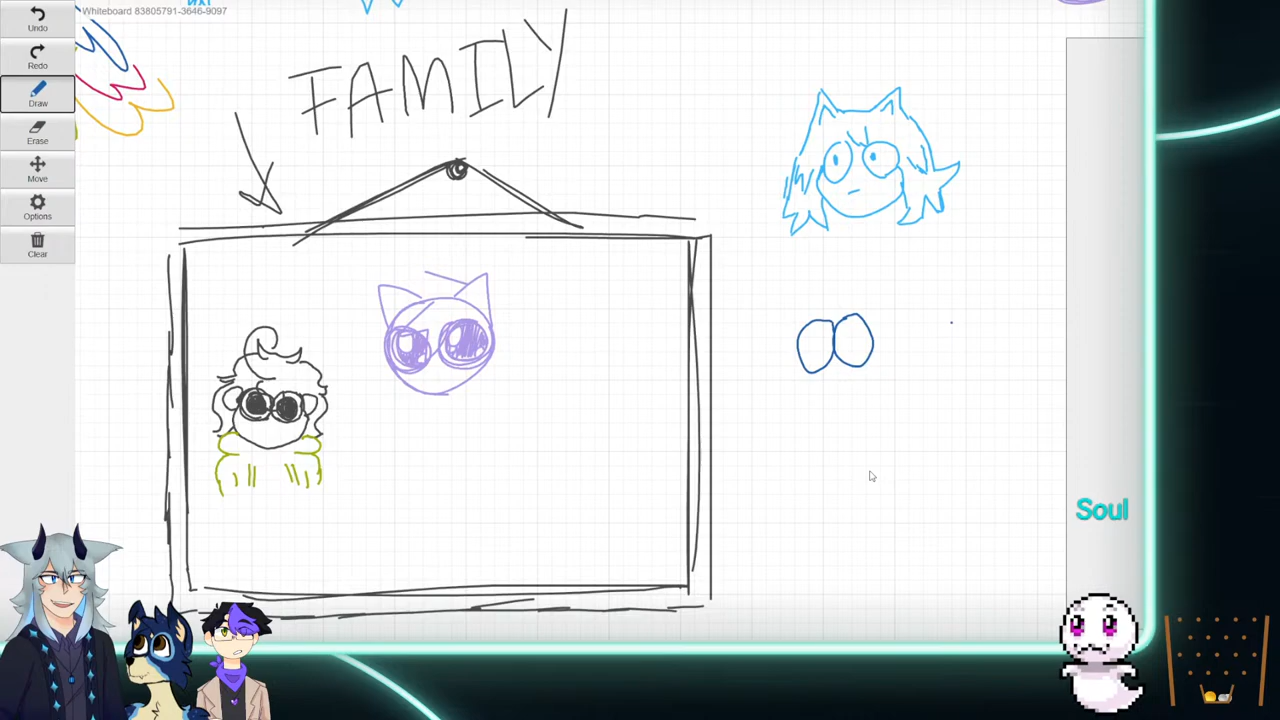 Whiteboard 83805791-3646-9097
Undo
Redo
Draw
Erase
Move
Options
Clear
FAMILY
Soul